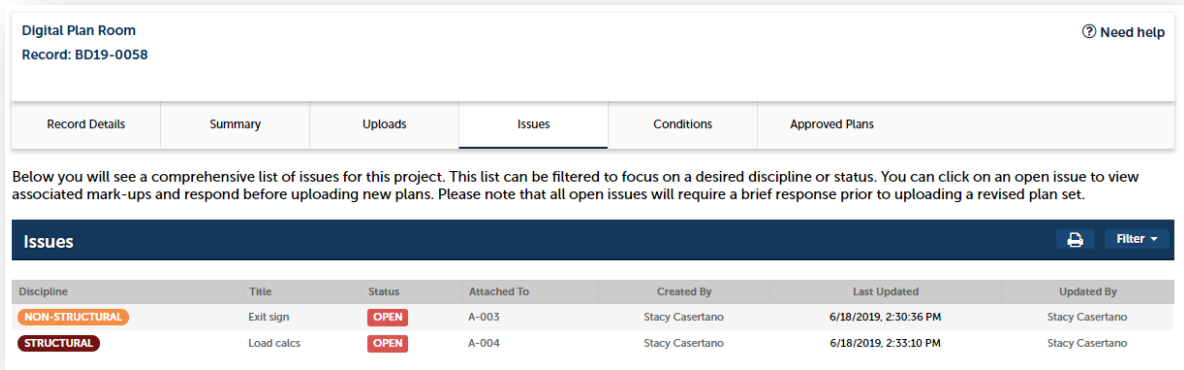 Digital Plan Room
Need help
Record: BD19-0058
Record Details Summary Uploads Issues Conditions Approved Plans
Below you will see a comprehensive list of issues for this project. This list can be filtered to focus on a desired discipline or status. You can click on an open issue to view
associated mark-ups and respond before uploading new plans. Please note that all open issues will require a brief response prior to uploading a revised plan set.
Issues Filter
Discipline Title Status Attached To Created By Last Updated Updated By
NON-STRUCTURAL Exit sign OPEN A-003 Stacy Casertano 6/18/2019, 2:30:36 PM Stacy Casertano
STRUCTURAL Load calcs OPEN A-004 Stacy Casertano 6/18/2019, 2:33:10 PM Stacy Casertano